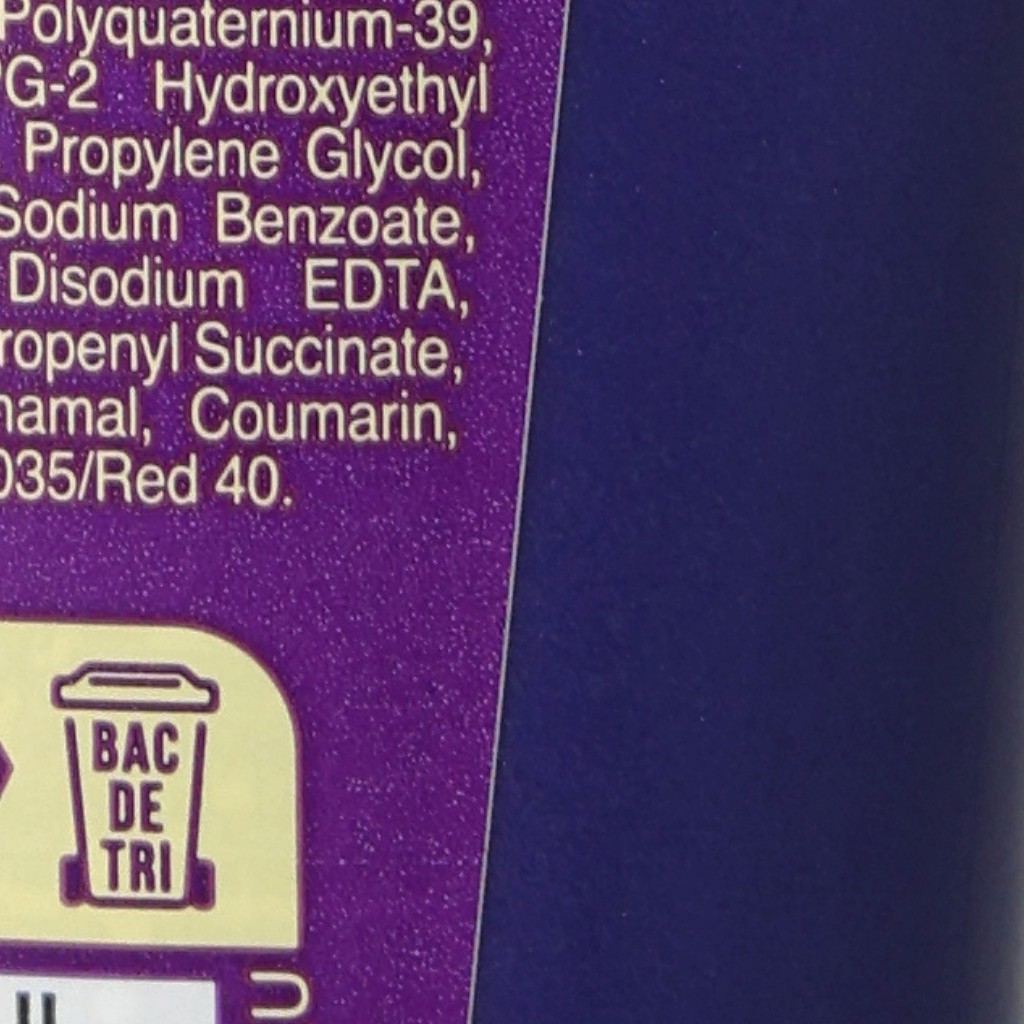 Polyquaternium-39,
PG-2 Hydroxyethyl
Propylene Glycol,
Sodium Benzoate,
Disodium EDTA,
ropenyl Succinate,
namal, Coumarin,
035/Red 40.
BAC
DE
TRI
U